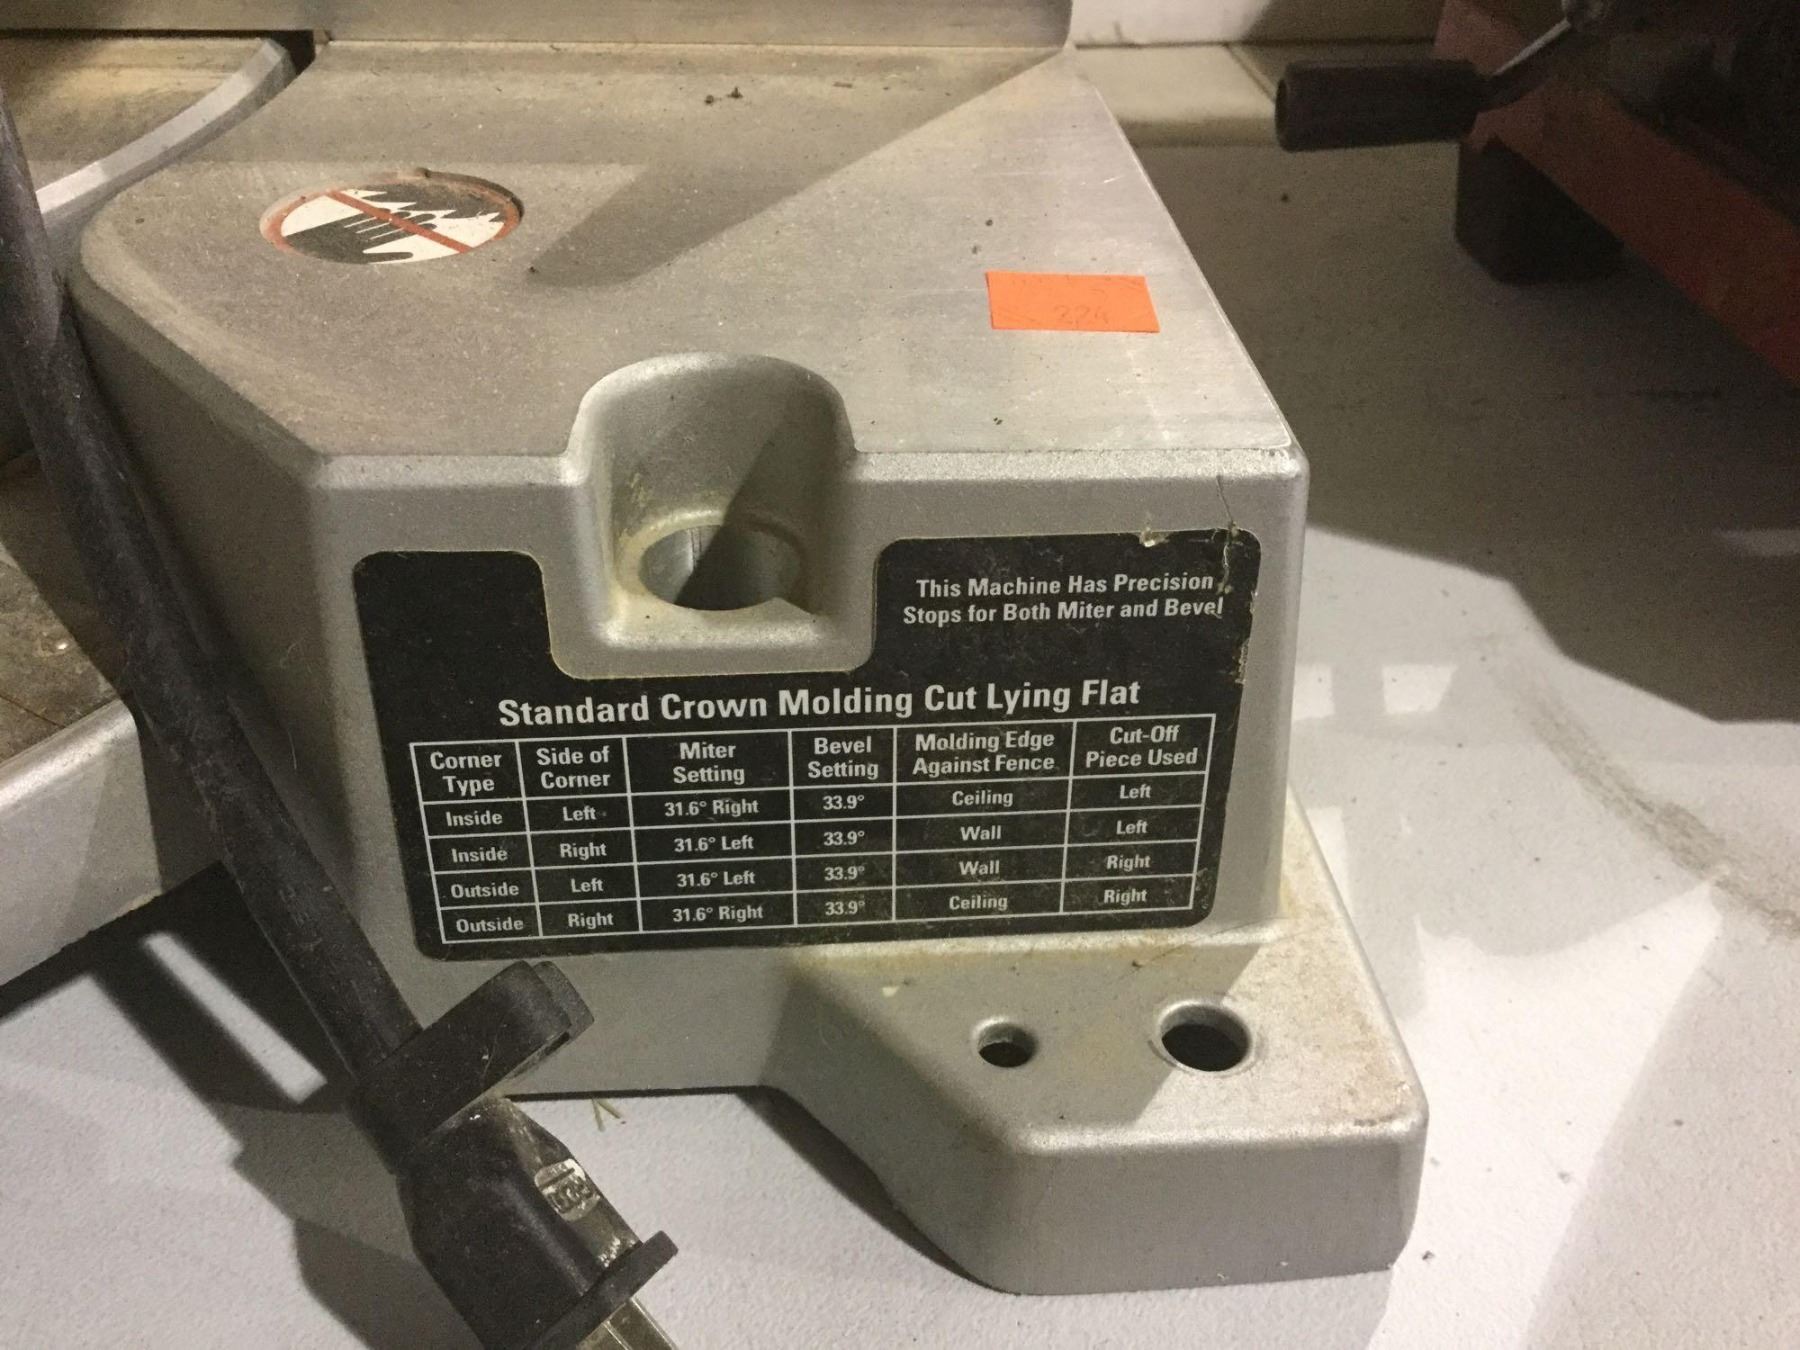 224
This Machine Has Precision
Stops for Both Miter and Bevel
Standard Crown Molding Cut Lying Flat
Corner Type | Side of Corner | Miter Setting | Bevel Setting | Molding Edge Against Fence | Cut-Off Piece Used
Inside | Left | 31.6° Right | 33.9° | Ceiling | Left
Inside | Right | 31.6° Left | 33.9° | Wall | Left
Outside | Left | 31.6° Left | 33.9° | Wall | Right
Outside | Right | 31.6° Right | 33.9° | Ceiling | Right